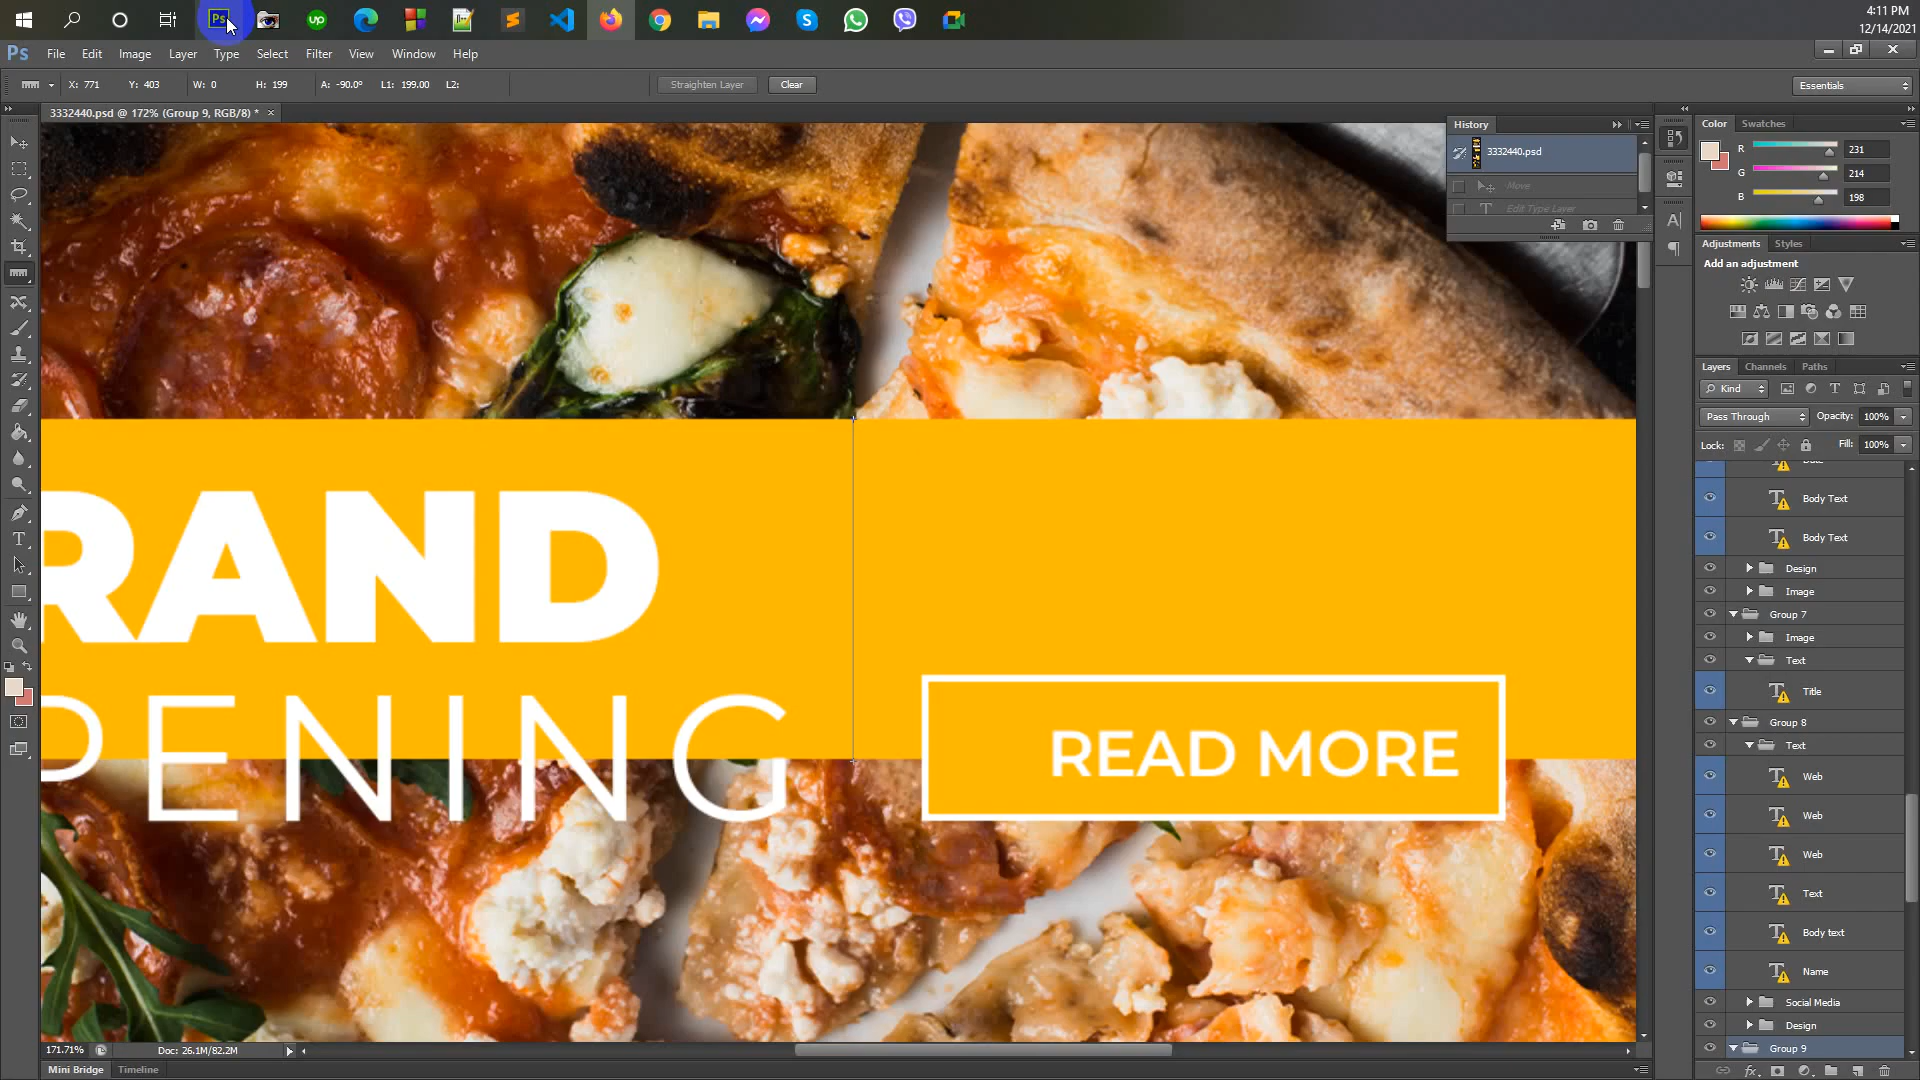 4:11 PM
12/14/2021
Ps File Edit Image Layer Type Select Filter View Window Help
X: 771 Y: 403 W: 0 H: 199 A: -90.0° L1: 199.00 L2: Straighten Layer Clear Essentials
3332440.psd @ 172% (Group 9, RGB/8) * ×
History
3332440.psd
Move
Edit Type Layer
Color Swatches
R 231
G 214
B 198
Adjustments Styles
Add an adjustment
Layers Channels Paths
Kind
Pass Through Opacity: 100%
Lock: Fill: 100%
Body Text
Body Text
Design
Image
Group 7
Image
Text
Title
Group 8
Text
Web
Web
Web
Text
Body text
Name
Social Media
Design
Group 9
RAND
PENING
READ MORE
171.71% Doc: 26.1M/82.2M
Mini Bridge Timeline